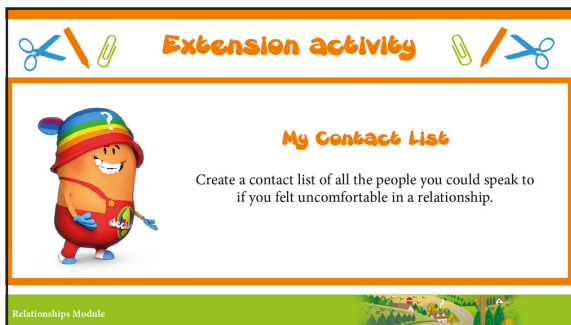 Extension activity
My Contact List
Create a contact list of all the people you could speak to
if you felt uncomfortable in a relationship.
?
Relationships Module